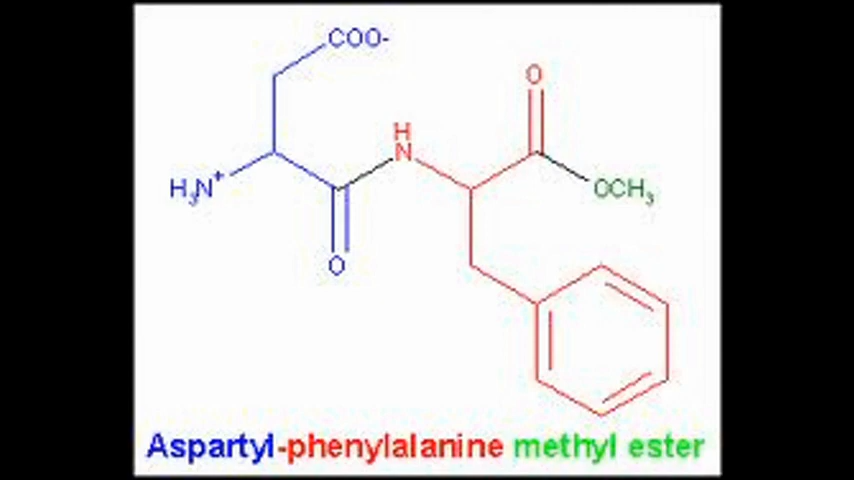 COO-
O
H
N
H₃N⁺
OCH₃
O
Aspartyl-phenylalanine methyl ester